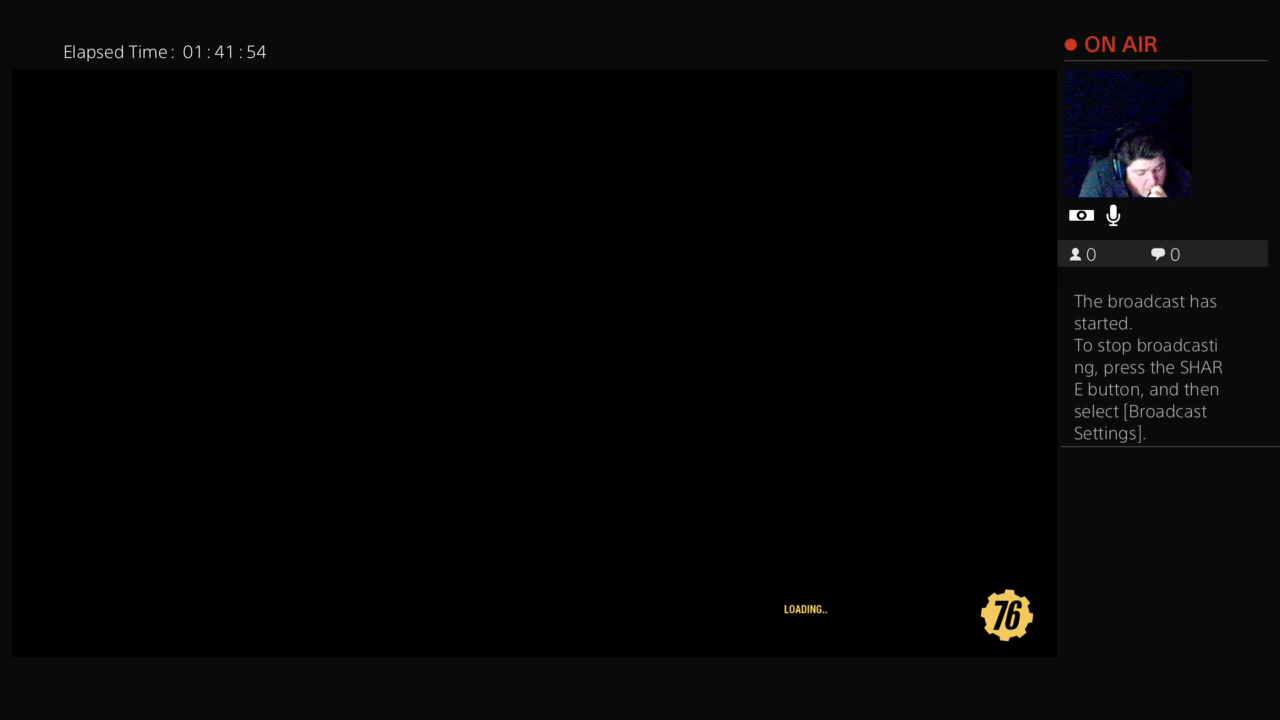 Elapsed Time: 01:41:54
ON AIR
0 0
The broadcast has
started.
To stop broadcasti
ng, press the SHAR
E button, and then
select [Broadcast
Settings].
LOADING..
76